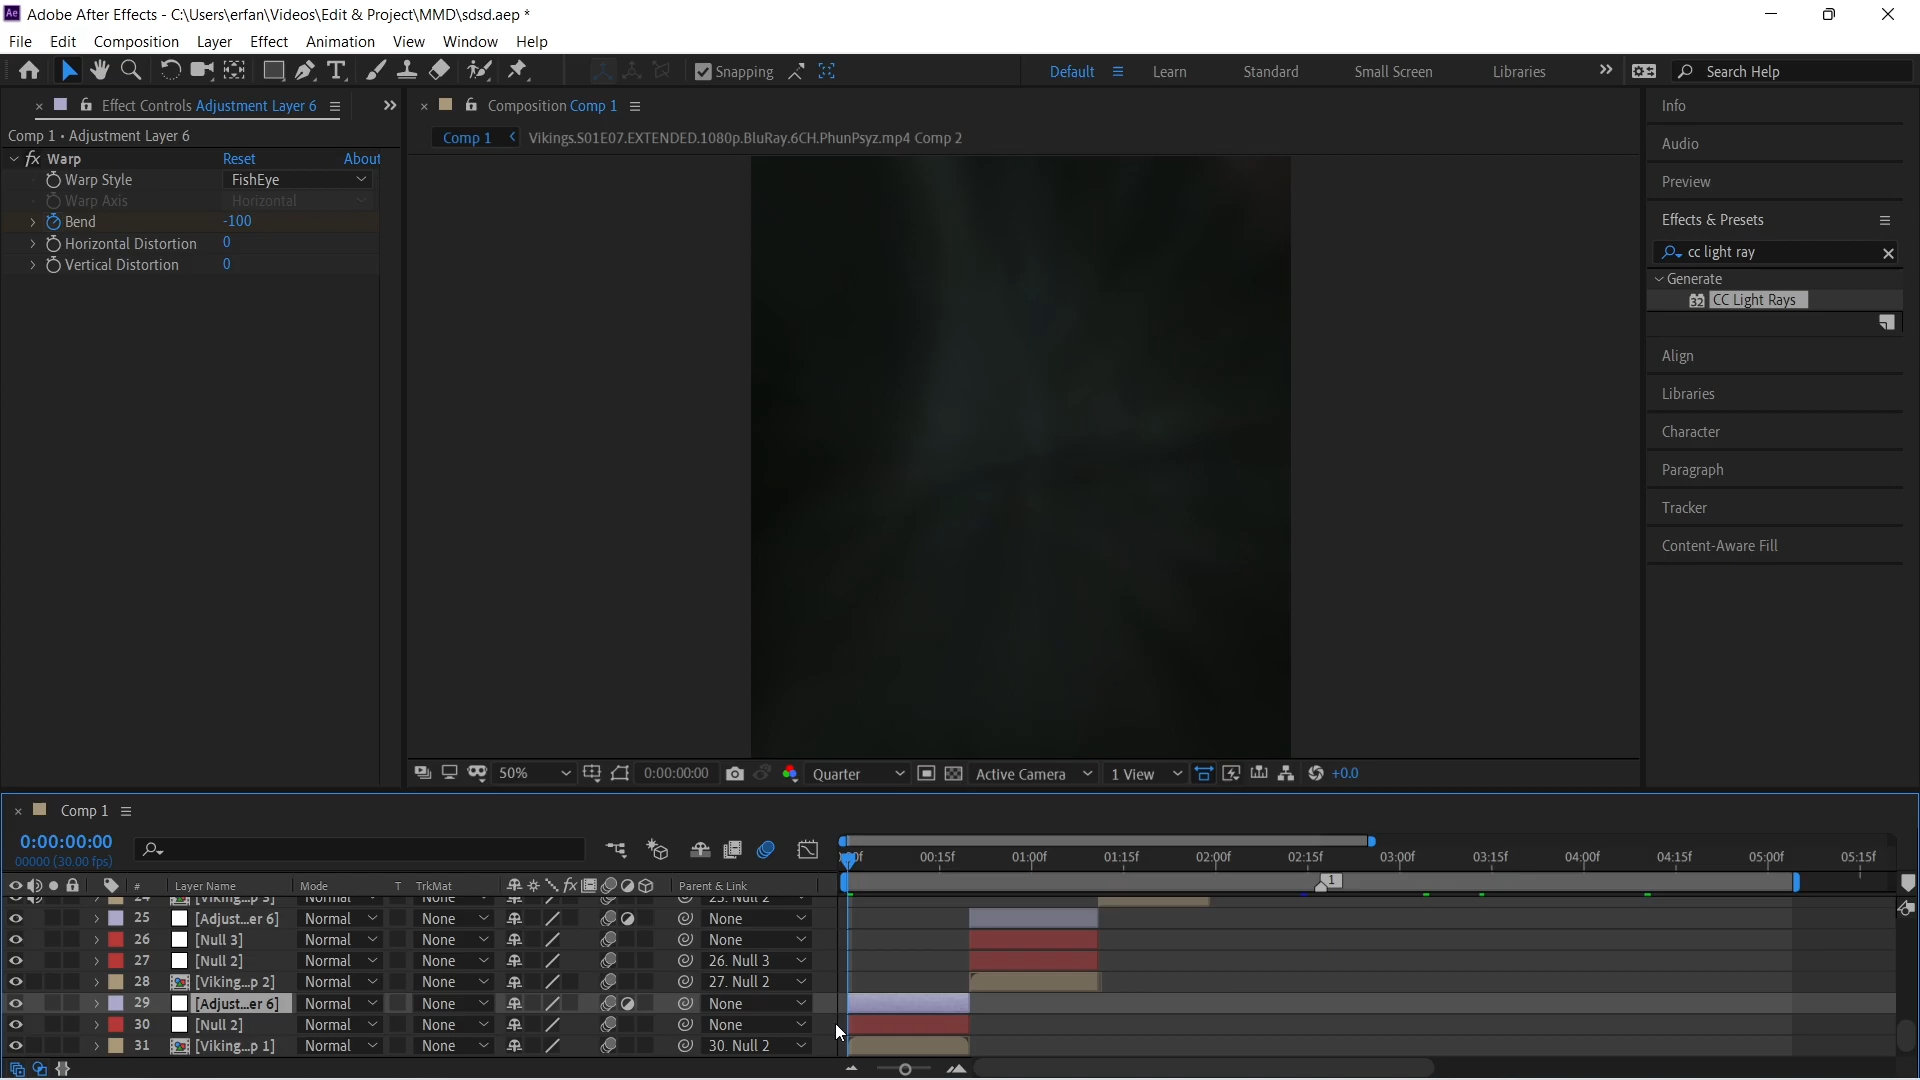 Adobe After Effects - C:\Users\erfan\Videos\Edit & Project\MMD\sdsd.aep *
File Edit Composition Layer Effect Animation View Window Help
Snapping Default Learn Standard Small Screen Libraries Search Help
Effect Controls Adjustment Layer 6
Composition Comp 1
Info
Comp 1 • Adjustment Layer 6
Comp 1 Vikings.S01E07.EXTENDED.1080p.BluRay.6CH.PhunPsyz.mp4 Comp 2
Audio
fx Warp Reset About
Warp Style FishEye
Warp Axis Horizontal
Bend -100
Horizontal Distortion 0
Vertical Distortion 0
Preview
Effects & Presets
cc light ray
Generate
32 CC Light Rays
Align
Libraries
Character
Paragraph
Tracker
Content-Aware Fill
50% 0:00:00:00 Quarter Active Camera 1 View +0.0
Comp 1
0:00:00:00
00000 (30.00 fps)
00:15f 01:00f 01:15f 02:00f 02:15f 03:00f 03:15f 04:00f 04:15f 05:00f 05:15f
# Layer Name Mode T TrkMat Parent & Link
1
25 [Adjust...er 6] Normal None None
26 [Null 3] Normal None None
27 [Null 2] Normal None 26. Null 3
28 [Viking...p 2] Normal None 27. Null 2
29 [Adjust...er 6] Normal None None
30 [Null 2] Normal None None
31 [Viking...p 1] Normal None 30. Null 2